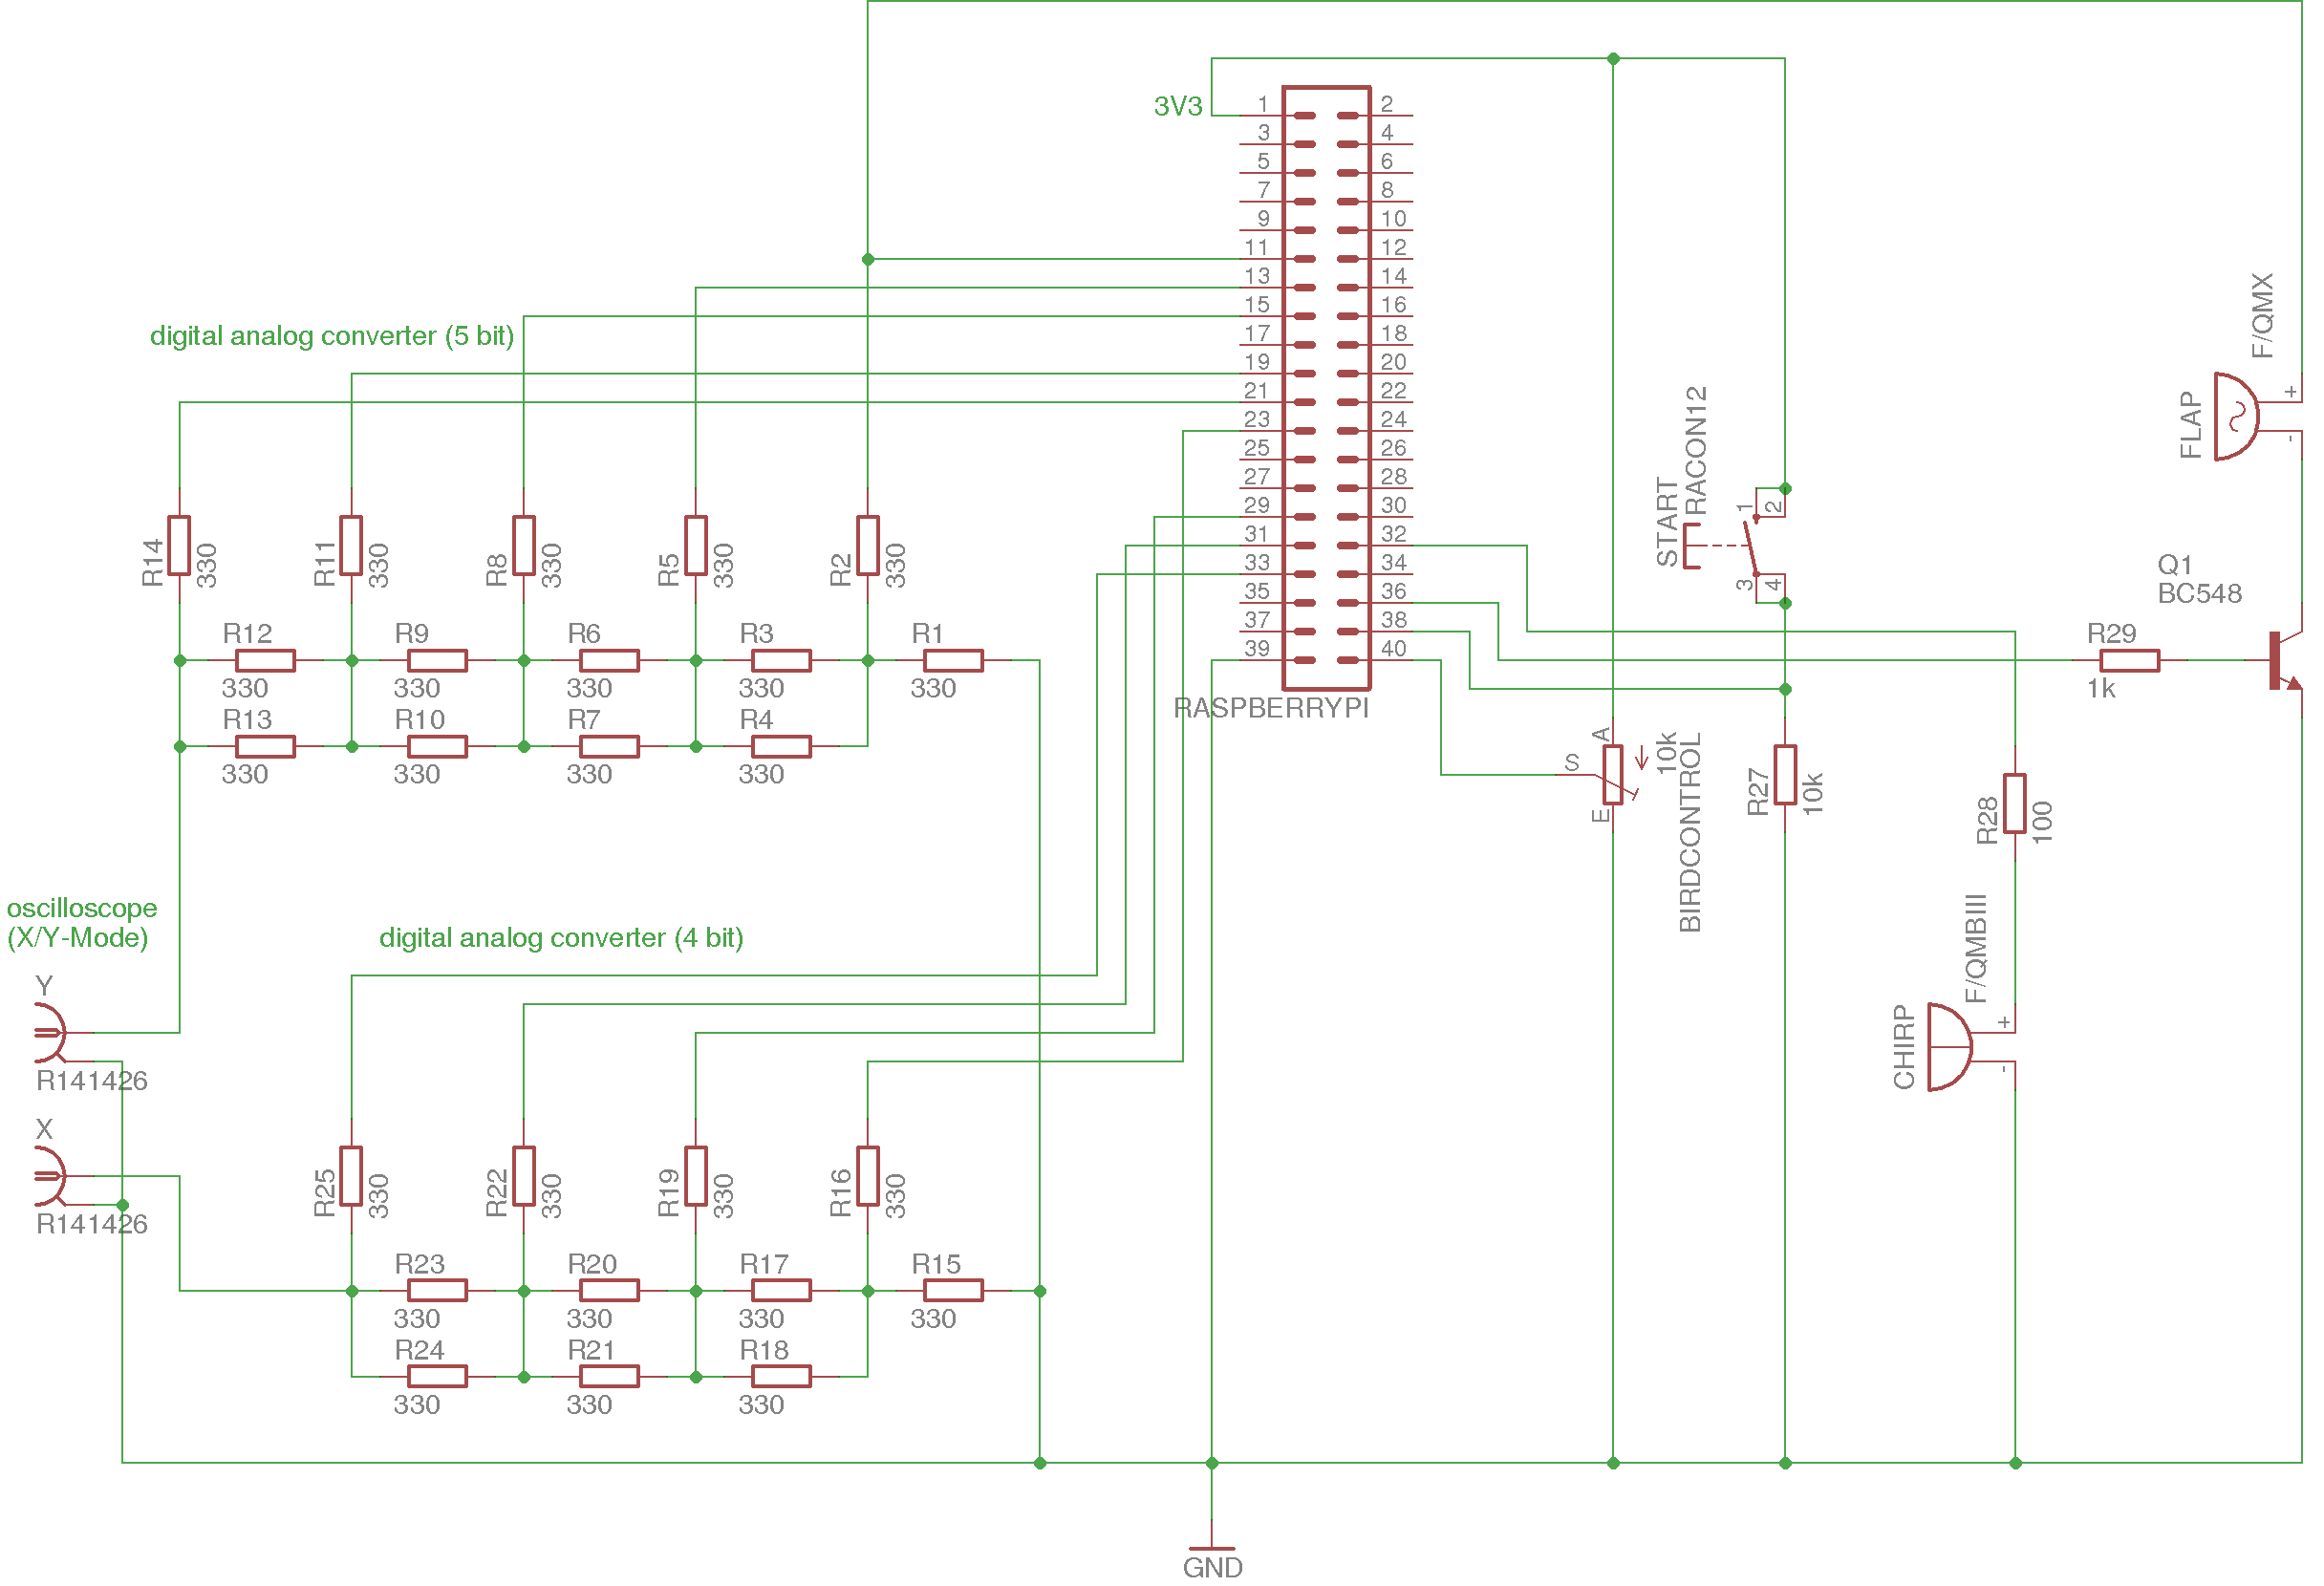 3V3
1 2
3 4
5 6
7 8
9 10
11 12
13 14
15 16
17 18
19 20
21 22
23 24
25 26
27 28
29 30
31 32
33 34
35 36
37 38
39 40
RASPBERRYPI
digital analog converter (5 bit)
R14
330
R11
330
R8
330
R5
330
R2
330
R12
330
R9
330
R6
330
R3
330
R1
330
R13
330
R10
330
R7
330
R4
330
oscilloscope
(X/Y-Mode)
Y
R141426
X
R141426
digital analog converter (4 bit)
R25
330
R22
330
R19
330
R16
330
R23
330
R20
330
R17
330
R15
330
R24
330
R21
330
R18
330
START
RACON12
1
2
3
4
A
S
E
10k
BIRDCONTROL
R27
10k
R28
100
CHIRP
F/QMBIII
+
-
R29
1k
Q1
BC548
FLAP
F/QMX
+
-
GND